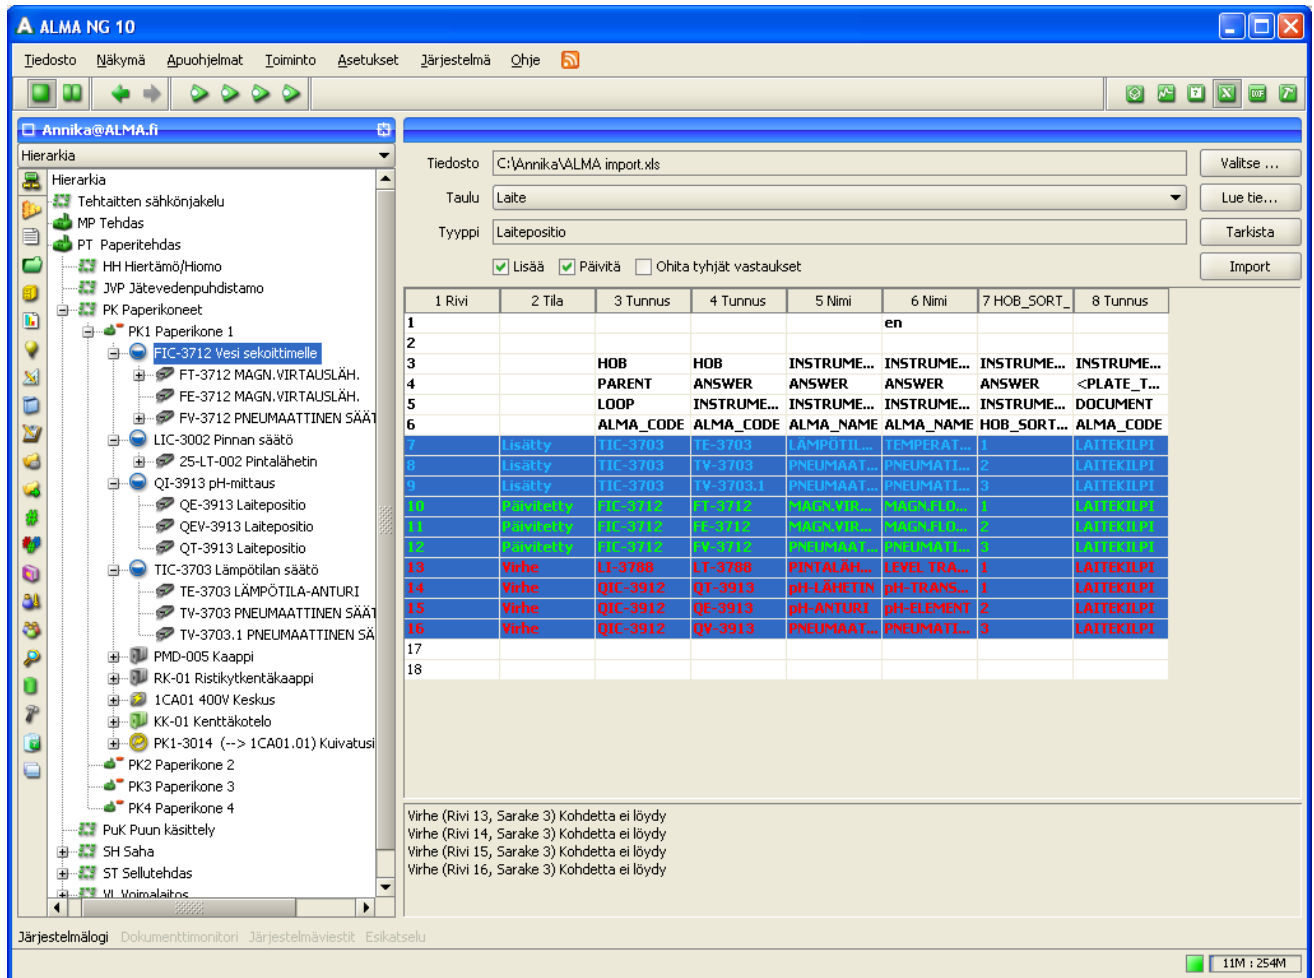 ALMA NG 10
Tiedosto Näkymä Apuohjelmat Toiminto Asetukset Järjestelmä Ohje
Annika@ALMA.fi
Hierarkia
Hierarkia
Tehtaitten sähkönjakelu
MP Tehdas
PT Paperitehdas
HH Hiertämö/Hiomo
JVP Jätevedenpuhdistamo
PK Paperikoneet
PK1 Paperikone 1
FIC-3712 Vesi sekoittimelle
FT-3712 MAGN.VIRTAUSLÄH.
FE-3712 MAGN.VIRTAUSLÄH.
FV-3712 PNEUMAATTINEN SÄÄT
LIC-3002 Pinnan säätö
25-LT-002 Pintalähetin
QI-3913 pH-mittaus
QE-3913 Laitepositio
QEV-3913 Laitepositio
QT-3913 Laitepositio
TIC-3703 Lämpötilan säätö
TE-3703 LÄMPÖTILA-ANTURI
TV-3703 PNEUMAATTINEN SÄÄT
TV-3703.1 PNEUMAATTINEN SÄ
PMD-005 Kaappi
RK-01 Ristikytkentäkaappi
1CA01 400V Keskus
KK-01 Kenttäkotelo
PK1-3014 (--> 1CA01.01) Kuivatusi
PK2 Paperikone 2
PK3 Paperikone 3
PK4 Paperikone 4
PuK Puun käsittely
SH Saha
ST Sellutehdas
VL Voimalaitos
Tiedosto C:\Annika\ALMA import.xls Valitse ...
Taulu Laite Lue tie...
Tyyppi Laitepositio Tarkista
Lisää Päivitä Ohita tyhjät vastaukset Import
1 Rivi 2 Tila 3 Tunnus 4 Tunnus 5 Nimi 6 Nimi 7 HOB_SORT_ 8 Tunnus
1 en
2
3 HOB HOB INSTRUME... INSTRUME... INSTRUME... INSTRUME...
4 PARENT ANSWER ANSWER ANSWER ANSWER <PLATE_T...
5 LOOP INSTRUME... INSTRUME... INSTRUME... INSTRUME... DOCUMENT
6 ALMA_CODE ALMA_CODE ALMA_NAME ALMA_NAME HOB_SORT... ALMA_CODE
7 Lisätty TIC-3703 TE-3703 LÄMPÖTIL... TEMPERAT... 1 LAITEKILPI
8 Lisätty TIC-3703 TV-3703 PNEUMAAT... PNEUMATI... 2 LAITEKILPI
9 Lisätty TIC-3703 TV-3703.1 PNEUMAAT... PNEUMATI... 3 LAITEKILPI
10 Päivitetty FIC-3712 FT-3712 MAGN.VIR... MAGN.FLO... 1 LAITEKILPI
11 Päivitetty FIC-3712 FE-3712 MAGN.VIR... MAGN.FLO... 2 LAITEKILPI
12 Päivitetty FIC-3712 FV-3712 PNEUMAAT... PNEUMATI... 3 LAITEKILPI
13 Virhe LI-3788 LT-3788 PINTALÄH... LEVEL TRA... 1 LAITEKILPI
14 Virhe QIC-3912 QT-3913 pH-LÄHETIN pH-TRANS... 1 LAITEKILPI
15 Virhe QIC-3912 QE-3913 pH-ANTURI pH-ELEMENT 2 LAITEKILPI
16 Virhe QIC-3912 QV-3913 PNEUMAAT... PNEUMATI... 3 LAITEKILPI
17
18
Virhe (Rivi 13, Sarake 3) Kohdetta ei löydy
Virhe (Rivi 14, Sarake 3) Kohdetta ei löydy
Virhe (Rivi 15, Sarake 3) Kohdetta ei löydy
Virhe (Rivi 16, Sarake 3) Kohdetta ei löydy
Järjestelmälogi Dokumenttimonitori Järjestelmäviestit Esikatselu
11M : 254M